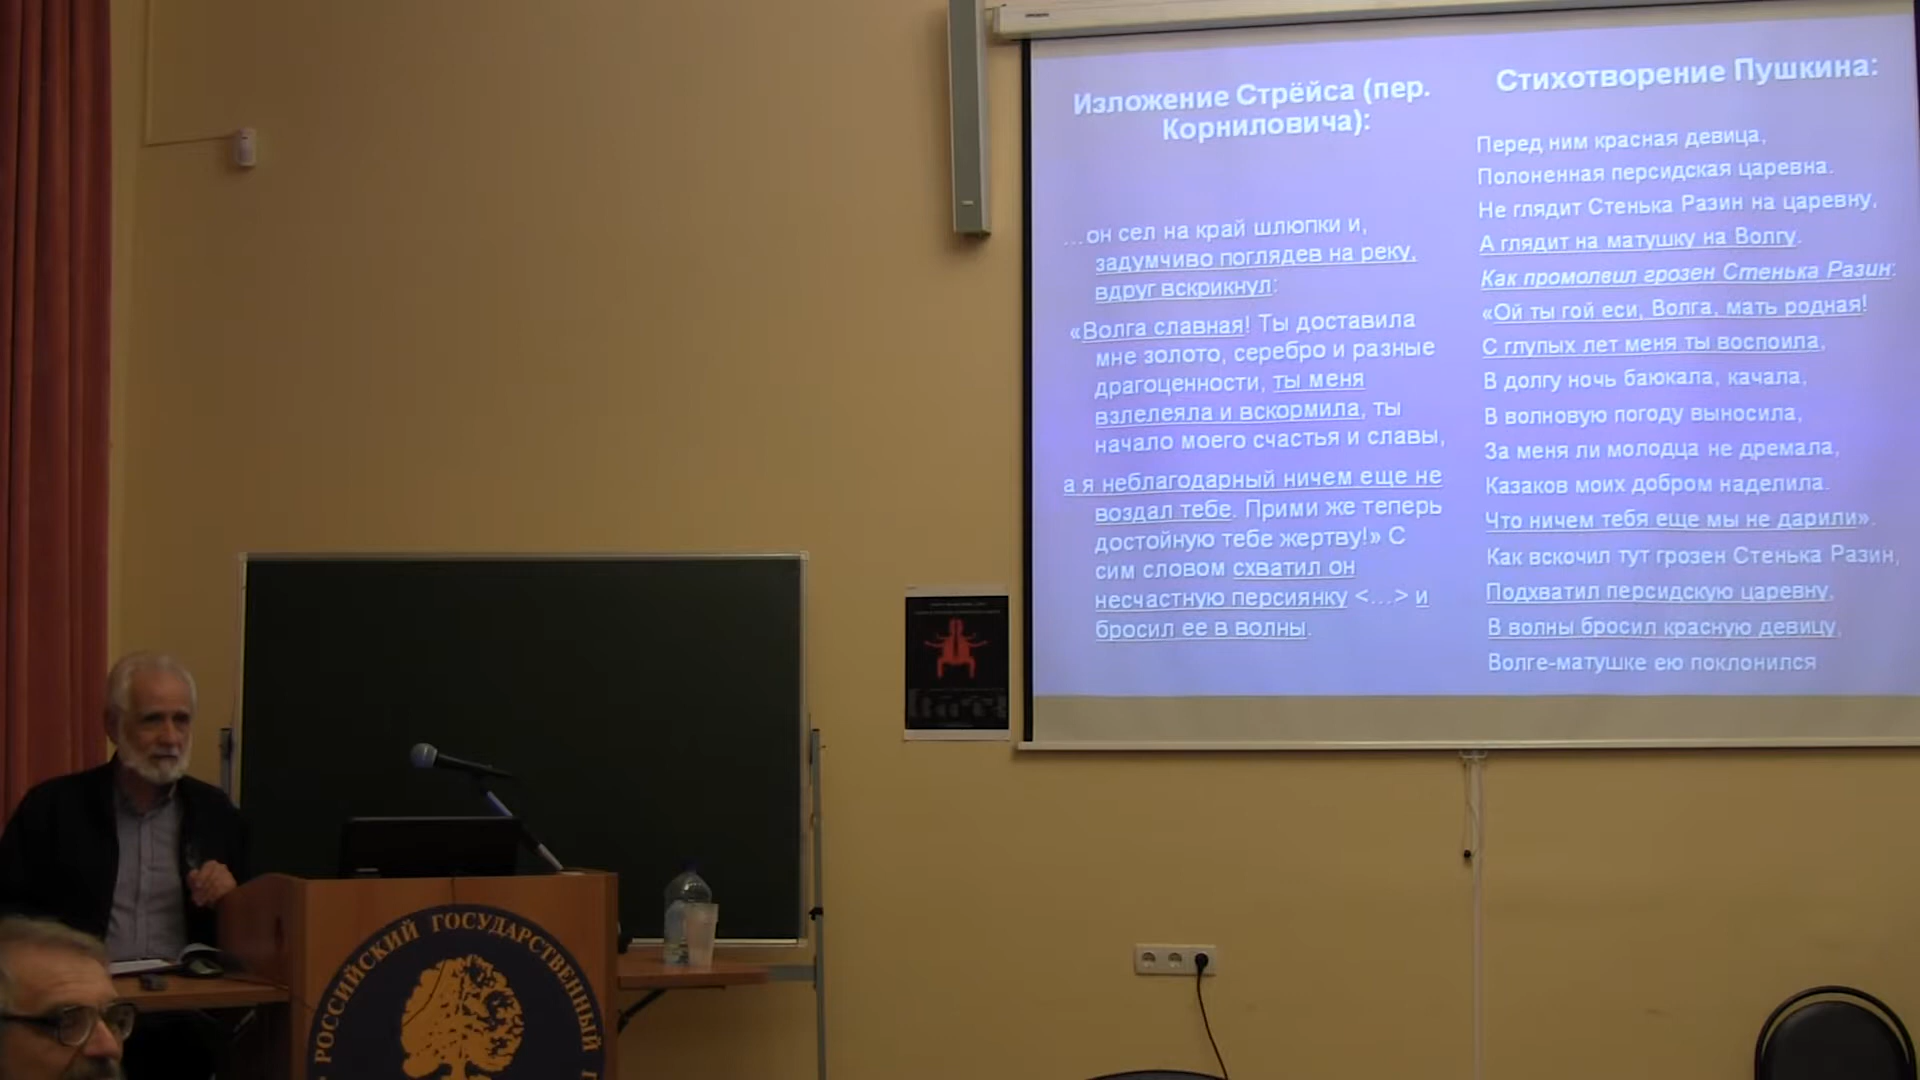 Изложение Стрёйса (пер.
Корниловича):
…он сел на край шлюпки и,
задумчиво поглядев на реку,
вдруг вскрикнул:
«Волга славная! Ты доставила
мне золото, серебро и разные
драгоценности, ты меня
взлелеяла и вскормила, ты
начало моего счастья и славы,
а я неблагодарный ничем еще не
воздал тебе. Прими же теперь
достойную тебе жертву!» С
сим словом схватил он
несчастную персиянку <…> и
бросил ее в волны.
Стихотворение Пушкина:
Перед ним красная девица,
Полоненная персидская царевна.
Не глядит Стенька Разин на царевну,
А глядит на матушку на Волгу.
Как промолвил грозен Стенька Разин:
«Ой ты гой еси, Волга, мать родная!
С глупых лет меня ты воспоила,
В долгу ночь баюкала, качала,
В волновую погоду выносила,
За меня ли молодца не дремала,
Казаков моих добром наделила.
Что ничем тебя еще мы не дарили».
Как вскочил тут грозен Стенька Разин,
Подхватил персидскую царевну,
В волны бросил красную девицу,
Волге-матушке ею поклонился
РОССИЙСКИЙ ГОСУДАРСТВЕННЫЙ Г